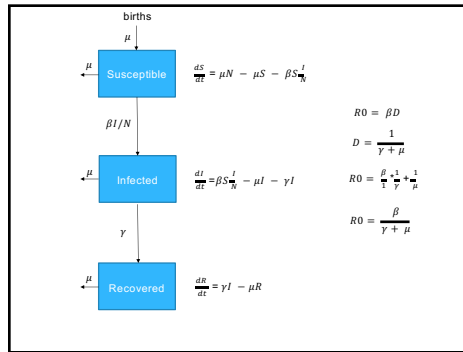 births
μ
μ
Susceptible
dS/dt = μN − μS − βS I/N
βI/N
μ
Infected
dI/dt =βS I/N − μI − γI
γ
μ
Recovered
dR/dt = γI − μR
R0 = βD
D = 1/(γ + μ)
R0 = β/1 * 1/γ + 1/μ
R0 = β/(γ + μ)